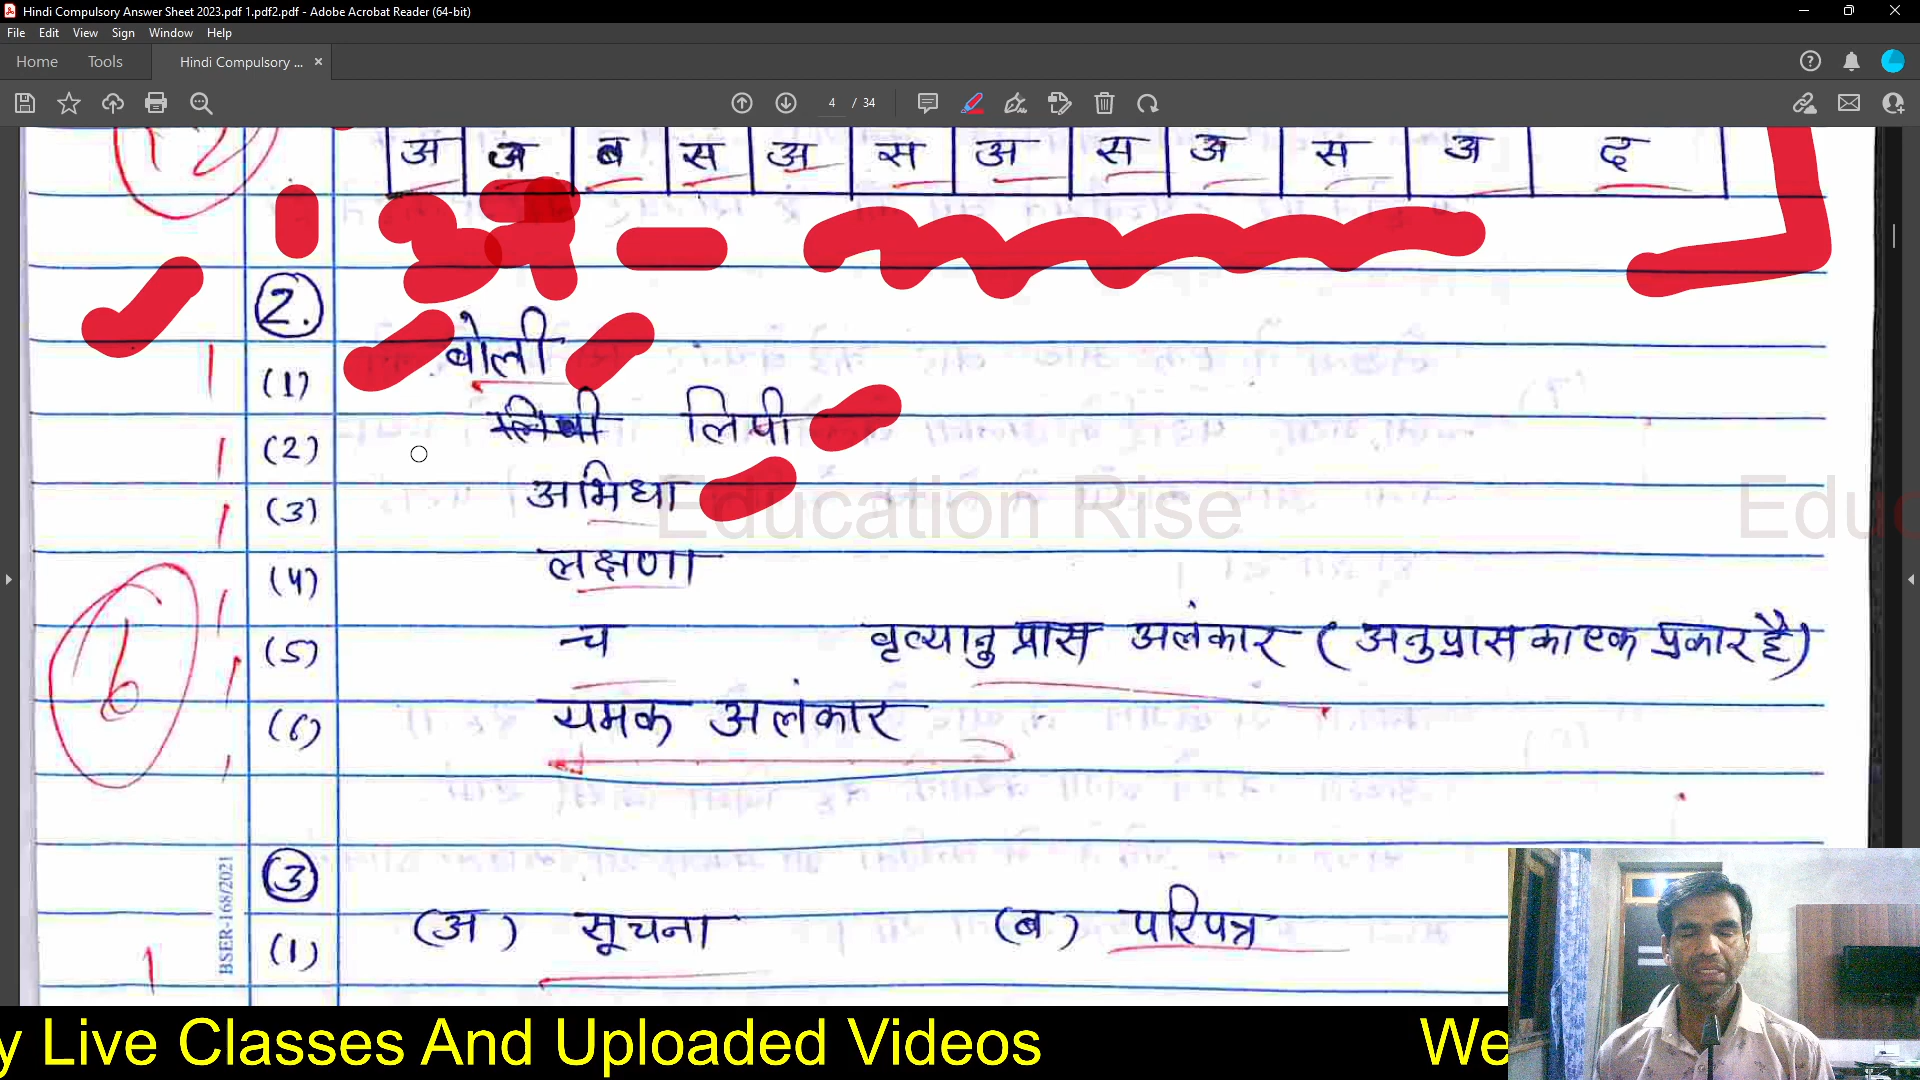 Hindi Compulsory Answer Sheet 2023.pdf 1.pdf2.pdf - Adobe Acrobat Reader (64-bit)
File Edit View Sign Window Help
Home Tools Hindi Compulsory ... ×
4 / 34
अ अ ब स अ स अ स अ स अ द
2.
(1) बोली
(2) लिपी
(3) अभिधा
(4) लक्षणा
(5) च वृत्यानुप्रास अलंकार ( अनुप्रास का एक प्रकार है)
(6) यमक अलंकार
6
Education Rise
Educ
3
(1) (अ) सूचना (ब) परिपत्र
BSER-168/2021
y Live Classes And Uploaded Videos We